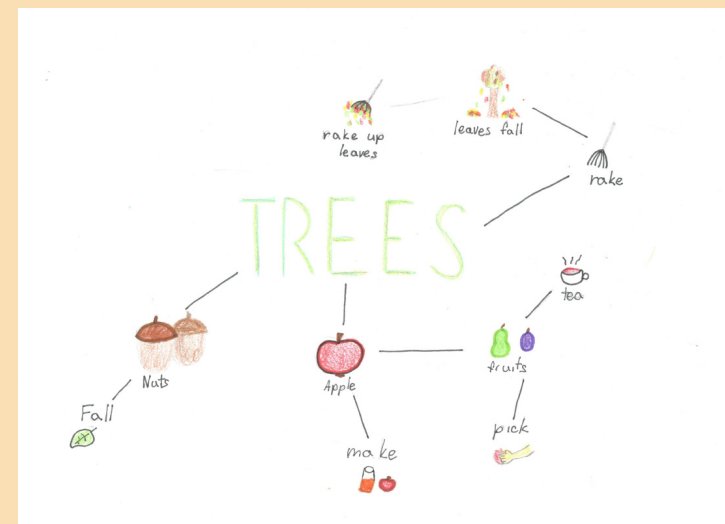 rake up
leaves
leaves fall
rake
TREES
tea
Nuts
Apple
fruits
Fall
make
pick